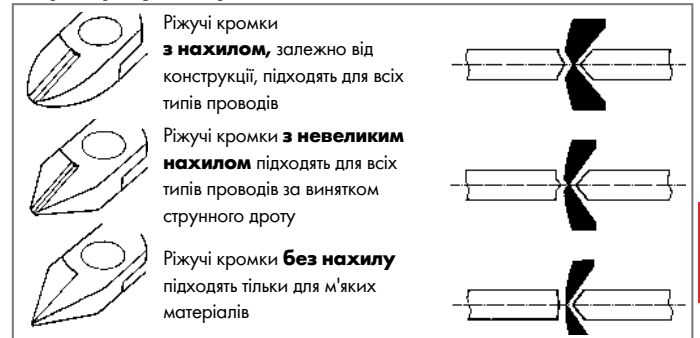 Ріжучі кромки
з нахилом, залежно від
конструкції, підходять для всіх
типів проводів
Ріжучі кромки з невеликим
нахилом підходять для всіх
типів проводів за винятком
струнного дроту
Ріжучі кромки без нахилу
підходять тільки для м'яких
матеріалів